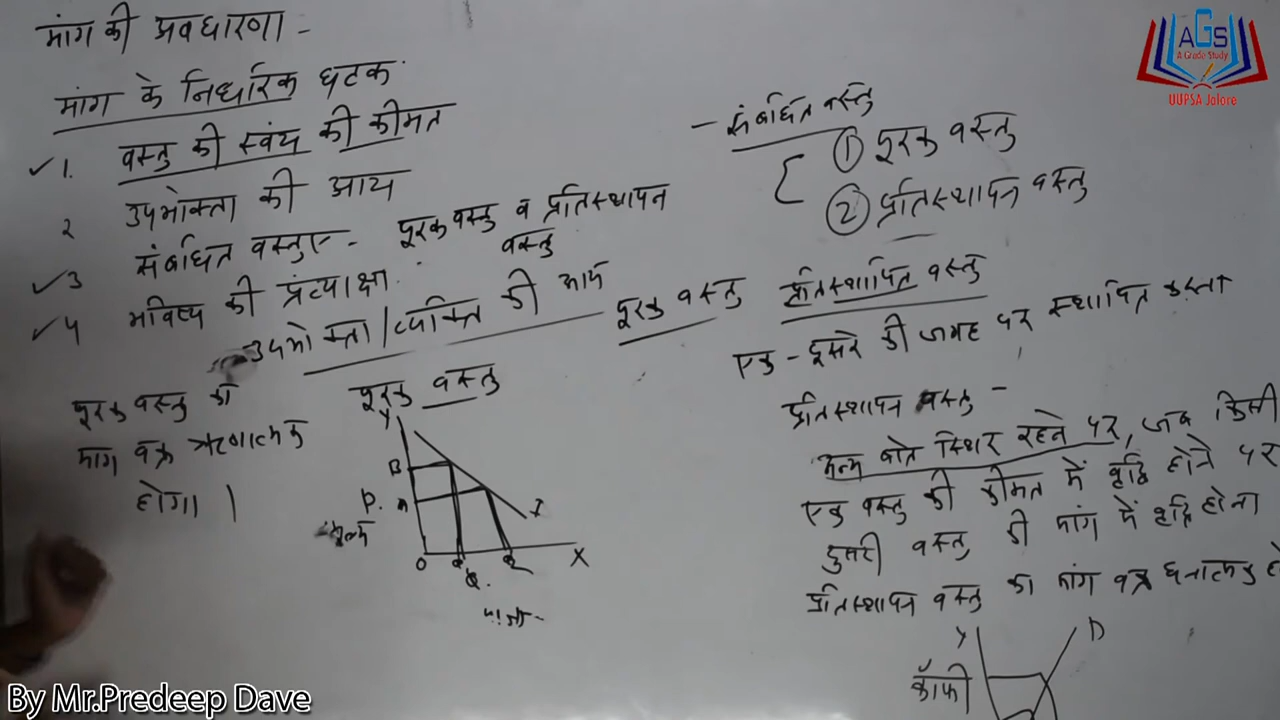 मांग की अवधारणा -
मांग के निर्धारक घटक
1. वस्तु की स्वंय की कीमत
2 उपभोक्ता की आय
3 संबधित वस्तुए - पूरक वस्तु व प्रतिस्थापन
वस्तु
4 भविष्य की प्रत्याक्षा
उपभोक्ता/व्यक्ति की आय
पूरक वस्तु का
मांग वक्र ऋणात्मक
होगा।
पूरक वस्तु
Y
B
P.
O
X
- संबधित वस्तु
① पूरक वस्तु
② प्रतिस्थापन वस्तु
पूरक वस्तु प्रतिस्थापित वस्तु
एक - दूसरे की जगह पर स्थापित करना
प्रतिस्थापन वस्तु -
अन्य बाते स्थिर रहने पर, जब किसी
एक वस्तु की कीमत में वृद्धि होने पर
दुसरी वस्तु की मांग में वृद्धि होना
प्रतिस्थापन वस्तु का मांग वक्र धनात्मक
Y D
कॉफी
AGS
A Grade Study
UUPSA Jalore
By Mr.Predeep Dave